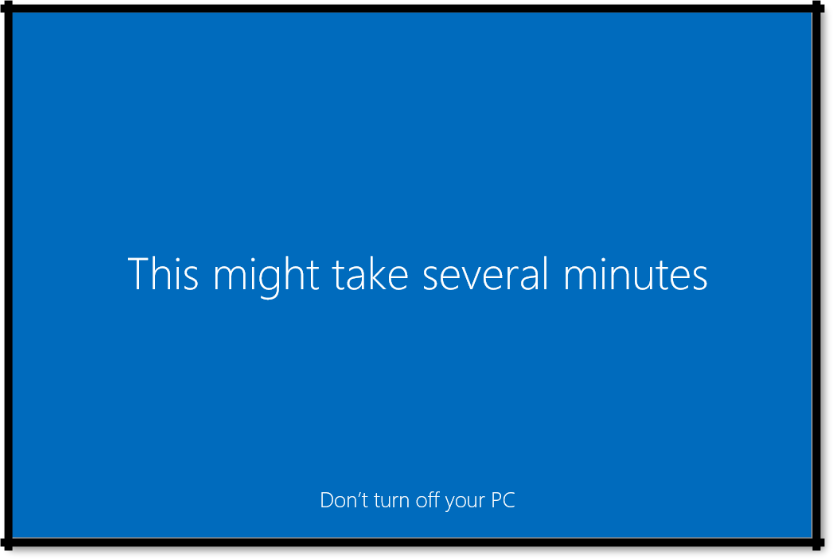 This might take several minutes
Don’t turn off your PC